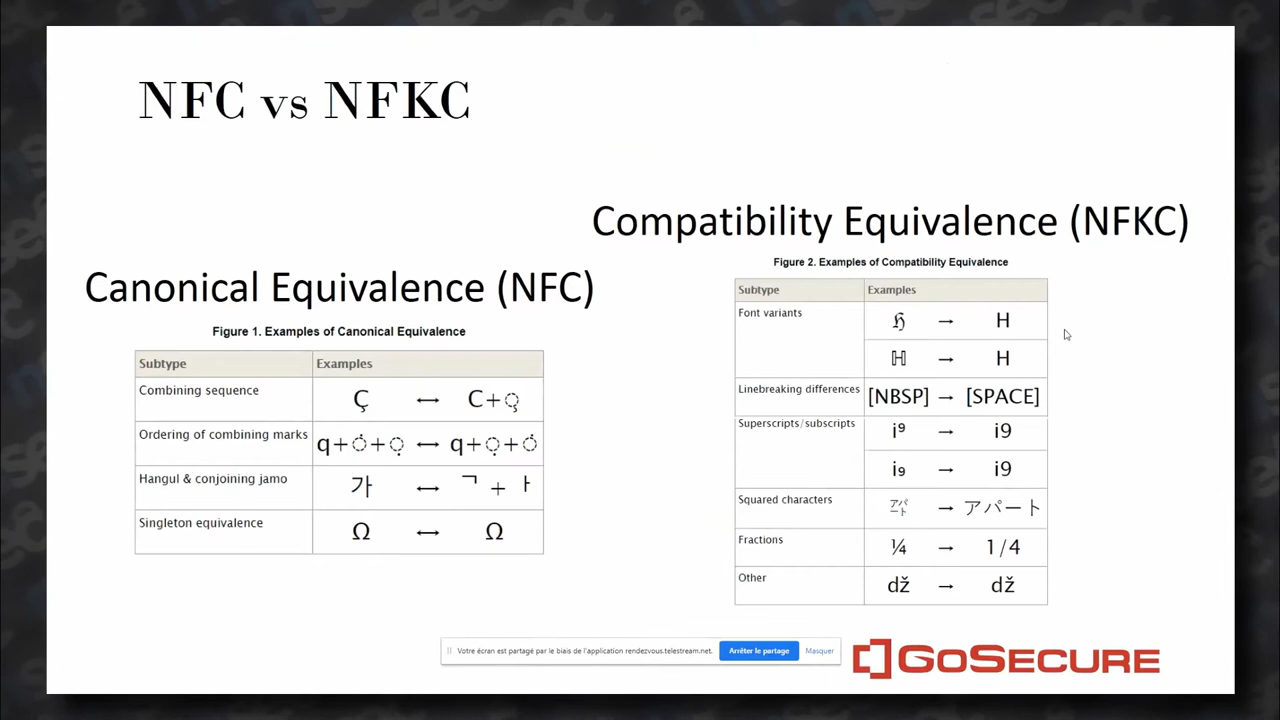 NFC vs NFKC
Canonical Equivalence (NFC)
Figure 1. Examples of Canonical Equivalence
Subtype Examples
Combining sequence Ç ↔ C+◌̧
Ordering of combining marks q+◌̇+◌̣ ↔ q+◌̣+◌̇
Hangul & conjoining jamo 가 ↔ ᄀ + ᅡ
Singleton equivalence Ω ↔ Ω
Compatibility Equivalence (NFKC)
Figure 2. Examples of Compatibility Equivalence
Subtype Examples
Font variants ℌ → H
ℍ → H
Linebreaking differences [NBSP] → [SPACE]
Superscripts/subscripts i⁹ → i9
i₉ → i9
Squared characters ㌀ → アパート
Fractions ¼ → 1/4
Other ǆ → dž
Votre écran est partagé par le biais de l'application rendezvous.telestream.net. Arrêter le partage Masquer
GoSecure